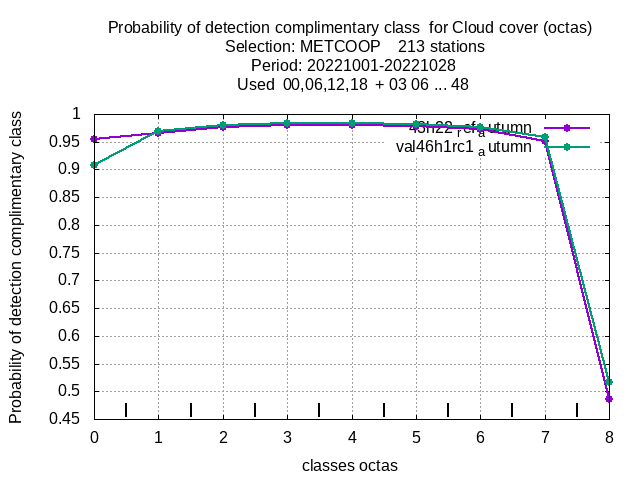 Probability of detection complimentary class for Cloud cover (octas)
Selection: METCOOP 213 stations
Period: 20221001-20221028
Used 00,06,12,18 + 03 06 ... 48
Probability of detection complimentary class
1
0.95
0.9
0.85
0.8
0.75
0.7
0.65
0.6
0.55
0.5
0.45
43h22 refa utumn
val46h1rc1 a utumn
0 1 2 3 4 5 6 7 8
classes octas